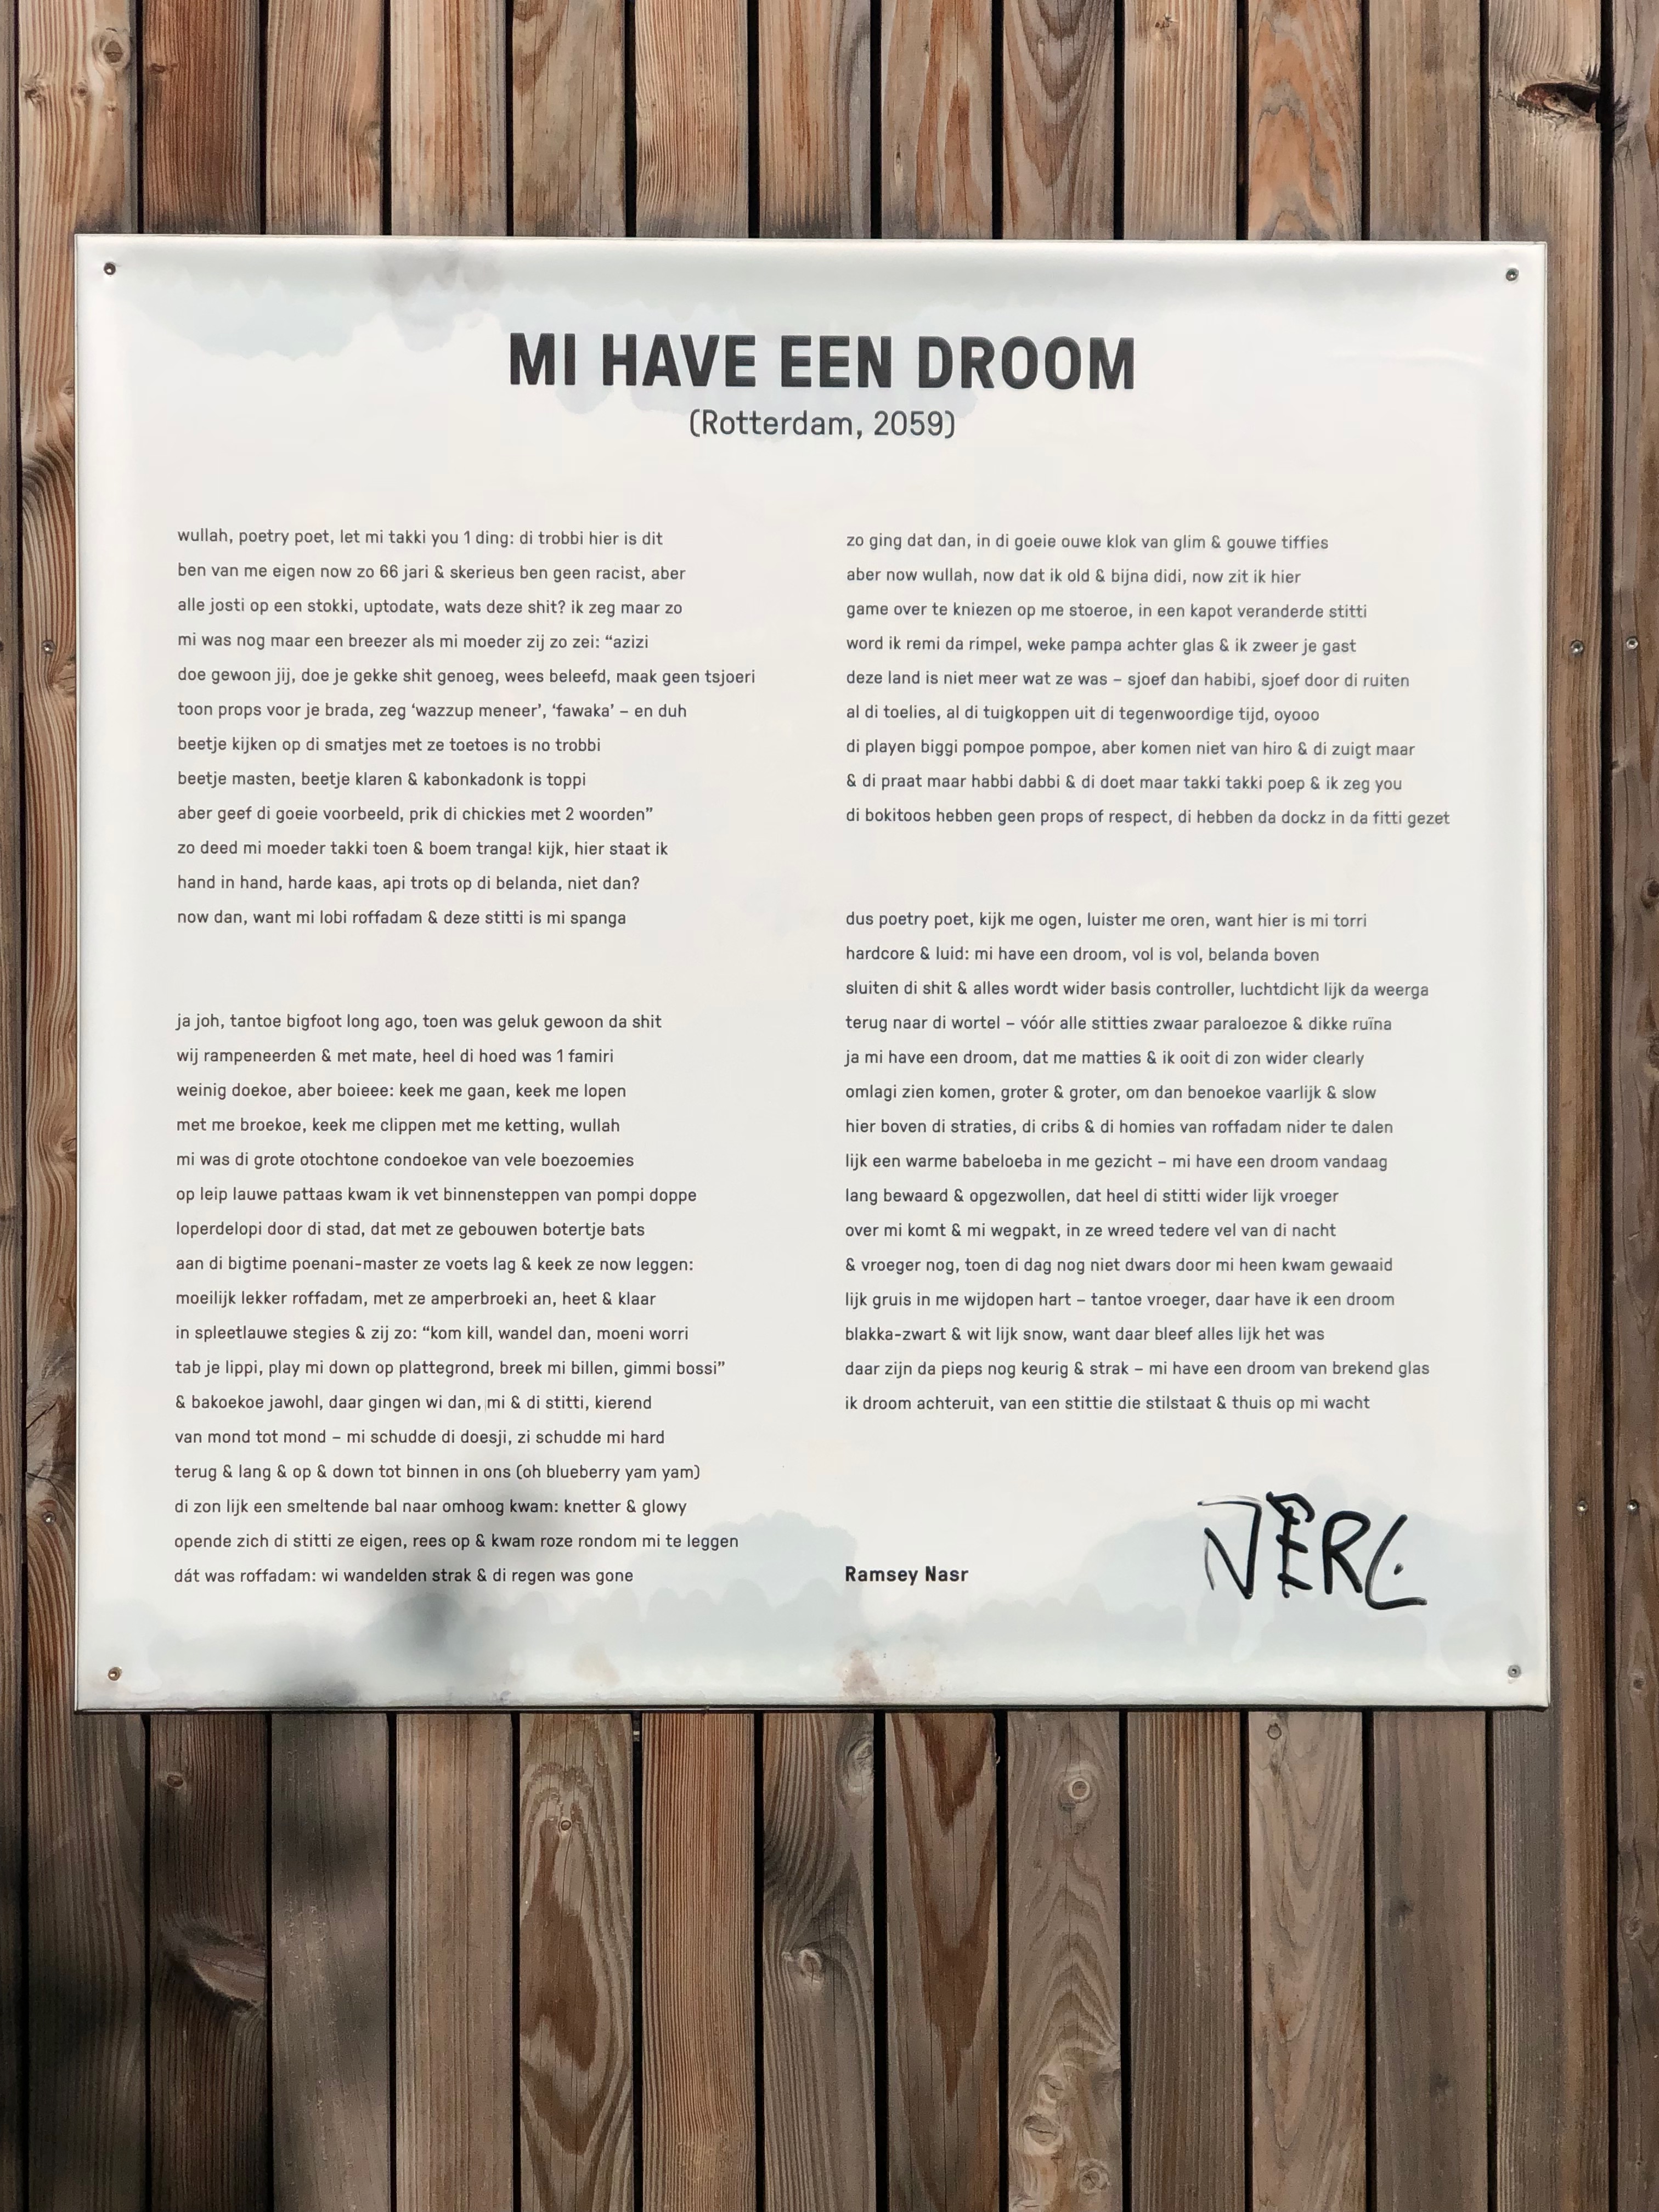 MI HAVE EEN DROOM
(Rotterdam, 2059)
wullah, poetry poet, let mi takki you 1 ding: di trobbi hier is dit
ben van me eigen now zo 66 jari & skerieus ben geen racist, aber
alle josti op een stokki, uptodate, wats deze shit? ik zeg maar zo
mi was nog maar een breezer als mi moeder zij zo zei: “azizi
doe gewoon jij, doe je gekke shit genoeg, wees beleefd, maak geen tsjoeri
toon props voor je brada, zeg ‘wazzup meneer’, ‘fawaka’ – en duh
beetje kijken op di smatjes met ze toetoes is no trobbi
beetje masten, beetje klaren & kabonkadonk is toppi
aber geef di goeie voorbeeld, prik di chickies met 2 woorden”
zo deed mi moeder takki toen & boem tranga! kijk, hier staat ik
hand in hand, harde kaas, api trots op di belanda, niet dan?
now dan, want mi lobi roffadam & deze stitti is mi spanga
ja joh, tantoe bigfoot long ago, toen was geluk gewoon da shit
wij rampeneerden & met mate, heel di hoed was 1 famiri
weinig doekoe, aber boieee: keek me gaan, keek me lopen
met me broekoe, keek me clippen met me ketting, wullah
mi was di grote otochtone condoekoe van vele boezoemies
op leip lauwe pattaas kwam ik vet binnensteppen van pompi doppe
loperdelopi door di stad, dat met ze gebouwen botertje bats
aan di bigtime poenani-master ze voets lag & keek ze now leggen:
moeilijk lekker roffadam, met ze amperbroeki an, heet & klaar
in spleetlauwe stegies & zij zo: “kom kill, wandel dan, moeni worri
tab je lippi, play mi down op plattegrond, breek mi billen, gimmi bossi”
& bakoekoe jawohl, daar gingen wi dan, mi & di stitti, kierend
van mond tot mond – mi schudde di doesji, zi schudde mi hard
terug & lang & op & down tot binnen in ons (oh blueberry yam yam)
di zon lijk een smeltende bal naar omhoog kwam: knetter & glowy
opende zich di stitti ze eigen, rees op & kwam roze rondom mi te leggen
dát was roffadam: wi wandelden strak & di regen was gone
zo ging dat dan, in di goeie ouwe klok van glim & gouwe tiffies
aber now wullah, now dat ik old & bijna didi, now zit ik hier
game over te kniezen op me stoeroe, in een kapot veranderde stitti
word ik remi da rimpel, weke pampa achter glas & ik zweer je gast
deze land is niet meer wat ze was – sjoef dan habibi, sjoef door di ruiten
al di toelies, al di tuigkoppen uit di tegenwoordige tijd, oyooo
di playen biggi pompoe pompoe, aber komen niet van hiro & di zuigt maar
& di praat maar habbi dabbi & di doet maar takki takki poep & ik zeg you
di bokitoos hebben geen props of respect, di hebben da dockz in da fitti gezet
dus poetry poet, kijk me ogen, luister me oren, want hier is mi torri
hardcore & luid: mi have een droom, vol is vol, belanda boven
sluiten di shit & alles wordt wider basis controller, luchtdicht lijk da weerga
terug naar di wortel – vóór alle stitties zwaar paraloezoe & dikke ruïna
ja mi have een droom, dat me matties & ik ooit di zon wider clearly
omlagi zien komen, groter & groter, om dan benoekoe vaarlijk & slow
hier boven di straties, di cribs & di homies van roffadam nider te dalen
lijk een warme babeloeba in me gezicht – mi have een droom vandaag
lang bewaard & opgezwollen, dat heel di stitti wider lijk vroeger
over mi komt & mi wegpakt, in ze wreed tedere vel van di nacht
& vroeger nog, toen di dag nog niet dwars door mi heen kwam gewaaid
lijk gruis in me wijdopen hart – tantoe vroeger, daar have ik een droom
blakka-zwart & wit lijk snow, want daar bleef alles lijk het was
daar zijn da pieps nog keurig & strak – mi have een droom van brekend glas
ik droom achteruit, van een stittie die stilstaat & thuis op mi wacht
Ramsey Nasr